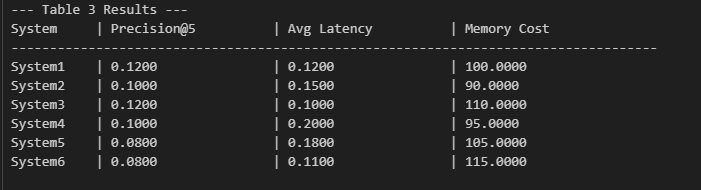 --- Table 3 Results ---
System | Precision@5 | Avg Latency | Memory Cost
------------------------------------------------------------------------------------
System1 | 0.1200 | 0.1200 | 100.0000
System2 | 0.1000 | 0.1500 | 90.0000
System3 | 0.1200 | 0.1000 | 110.0000
System4 | 0.1000 | 0.2000 | 95.0000
System5 | 0.0800 | 0.1800 | 105.0000
System6 | 0.0800 | 0.1100 | 115.0000